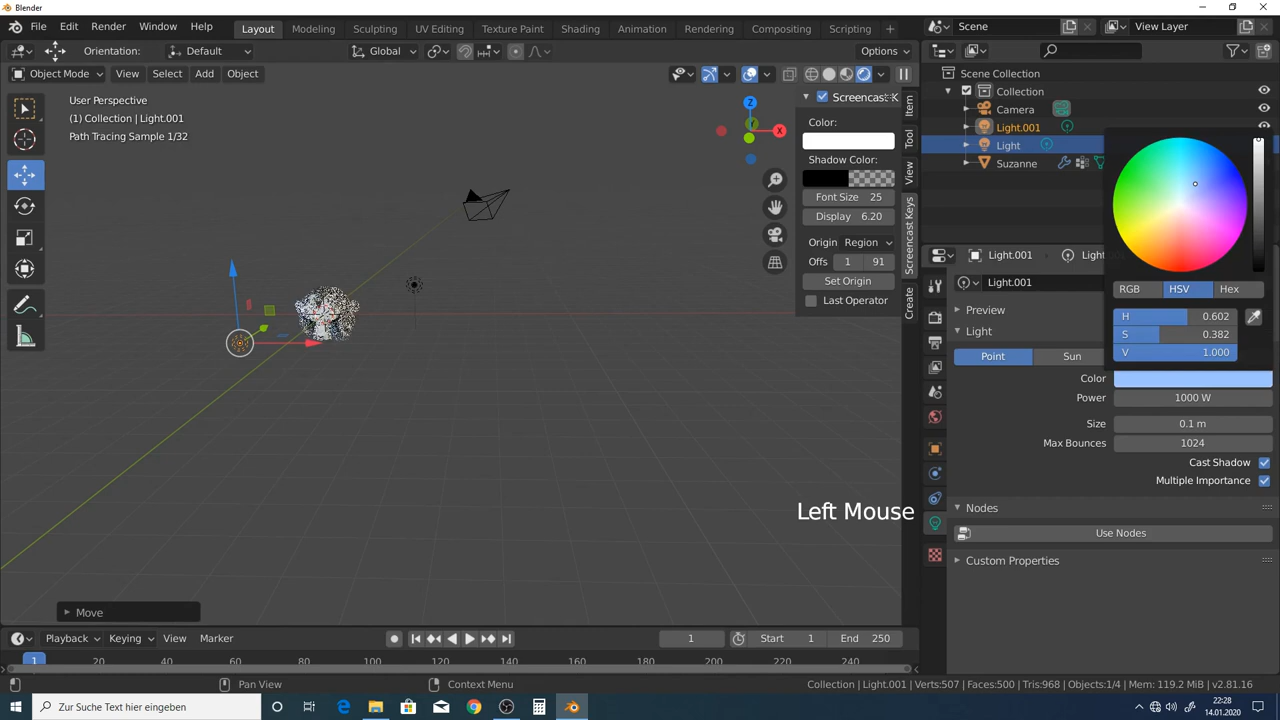 Blender
File Edit Render Window Help Layout Modeling Sculpting UV Editing Texture Paint Shading Animation Rendering Compositing Scripting Scene View Layer
Orientation: Default Global Options
Object Mode View Select Add Object
User Perspective
(1) Collection | Light.001
Path Tracing Sample 1/32
Z
Y
X
Screencast K
Color:
Shadow Color:
Font Size 25
Display 6.20
Origin Region
Offs 1 91
Set Origin
Last Operator
Item
Tool
View
Screencast Keys
Create
Scene Collection
Collection
Camera
Light.001
Light
Suzanne
RGB HSV Hex
H 0.602
S 0.382
V 1.000
Light.001
Light.001
Preview
Light
Point Sun
Color
Power 1000 W
Size 0.1 m
Max Bounces 1024
Cast Shadow
Multiple Importance
Nodes
Use Nodes
Custom Properties
Left Mouse
Move
Playback Keying View Marker 1 Start 1 End 250
1 20 40 60 80 100 120 140 160 180 200 220 240
Pan View Context Menu Collection | Light.001 | Verts:507 | Faces:500 | Tris:968 | Objects:1/4 | Mem: 119.2 MiB | v2.81.16
Zur Suche Text hier eingeben
22:28
14.01.2020